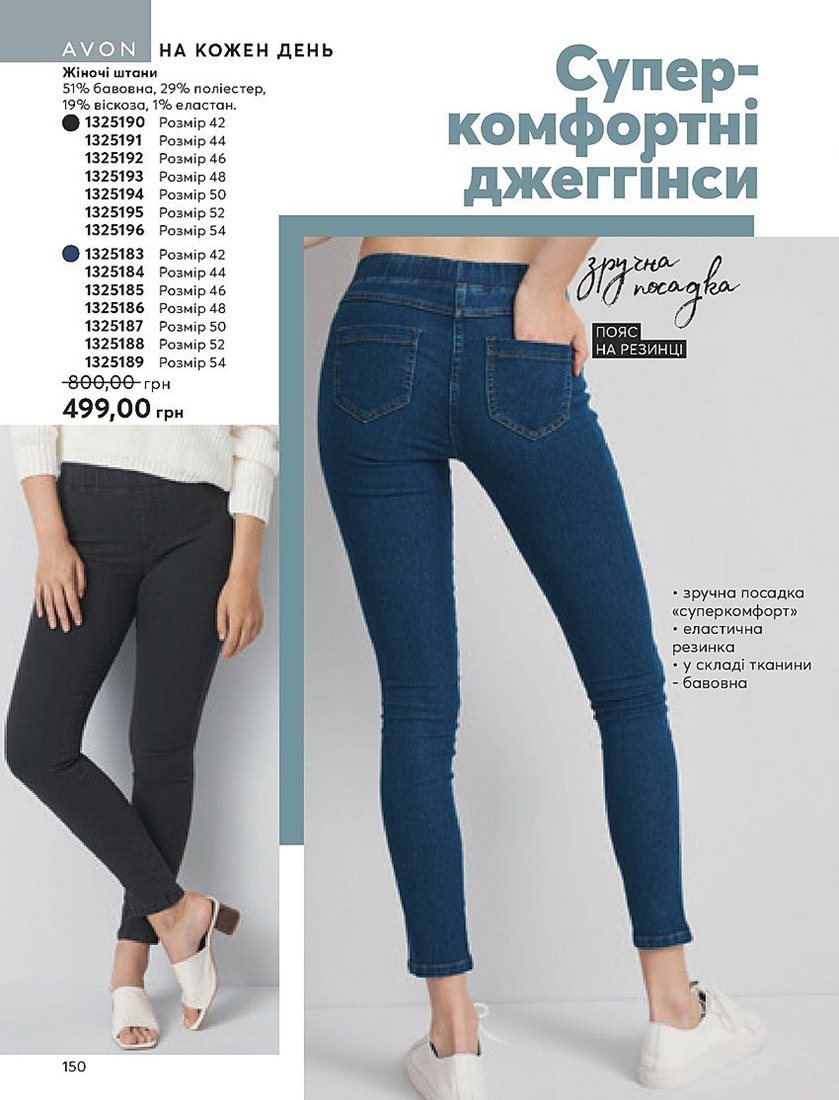 AVON НА КОЖЕН ДЕНЬ
Жіночі штани
51% бавовна, 29% поліестер,
19% віскоза, 1% еластан.
1325190 Розмір 42
1325191 Розмір 44
1325192 Розмір 46
1325193 Розмір 48
1325194 Розмір 50
1325195 Розмір 52
1325196 Розмір 54
1325183 Розмір 42
1325184 Розмір 44
1325185 Розмір 46
1325186 Розмір 48
1325187 Розмір 50
1325188 Розмір 52
1325189 Розмір 54
800,00 грн
499,00 грн
Супер-
комфортні
джеггінси
зручна
посадка
ПОЯС
НА РЕЗИНЦІ
• зручна посадка
«суперкомфорт»
• еластична
резинка
• у складі тканини
- бавовна
150